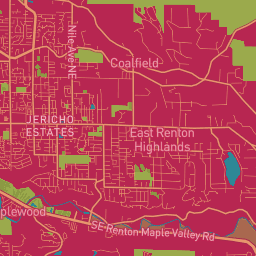 Nile Ave NE
Coalfield
JERICHO
ESTATES
East Renton
Highlands
plewood
SE Renton Maple Valley Rd